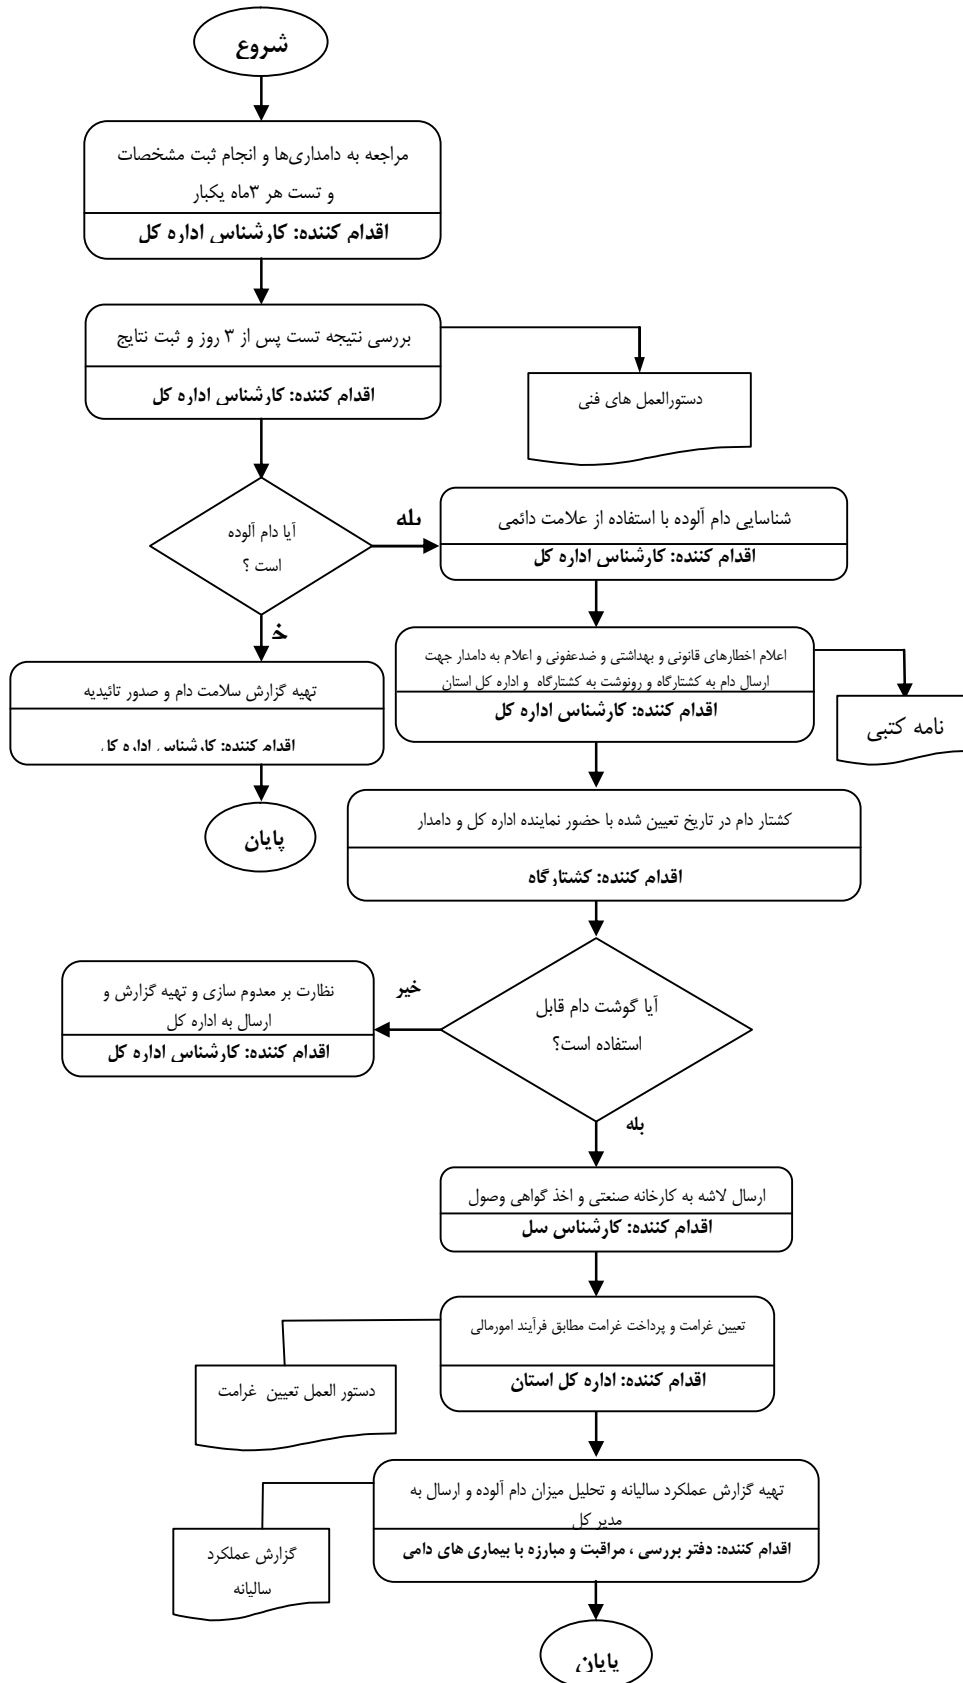 شروع
مراجعه به دامداری‌ها و انجام ثبت مشخصات
و تست هر ۳ماه یکبار
اقدام کننده: کارشناس اداره کل
بررسی نتیجه تست پس از ۳ روز و ثبت نتایج
اقدام کننده: کارشناس اداره کل
دستورالعمل های فنی
آیا دام آلوده
است ؟
بله
شناسایی دام آلوده با استفاده از علامت دائمی
اقدام کننده: کارشناس اداره کل
خ
تهیه گزارش سلامت دام و صدور تائیدیه
اقدام کننده: کارشناس اداره کل
پایان
اعلام اخطارهای قانونی و بهداشتی و ضدعفونی و اعلام به دامدار جهت
ارسال دام به کشتارگاه و رونوشت به کشتارگاه و اداره کل استان
اقدام کننده: کارشناس اداره کل
نامه کتبی
کشتار دام در تاریخ تعیین شده با حضور نماینده اداره کل و دامدار
اقدام کننده: کشتارگاه
آیا گوشت دام قابل
استفاده است؟
خیر
نظارت بر معدوم سازی و تهیه گزارش و
ارسال به اداره کل
اقدام کننده: کارشناس اداره کل
بله
ارسال لاشه به کارخانه صنعتی و اخذ گواهی وصول
اقدام کننده: کارشناس سل
تعیین غرامت و پرداخت غرامت مطابق فرآیند امورمالی
اقدام کننده: اداره کل استان
دستور العمل تعیین غرامت
تهیه گزارش عملکرد سالیانه و تحلیل میزان دام آلوده و ارسال به
مدیر کل
اقدام کننده: دفتر بررسی ، مراقبت و مبارزه با بیماری های دامی
گزارش عملکرد
سالیانه
پایان